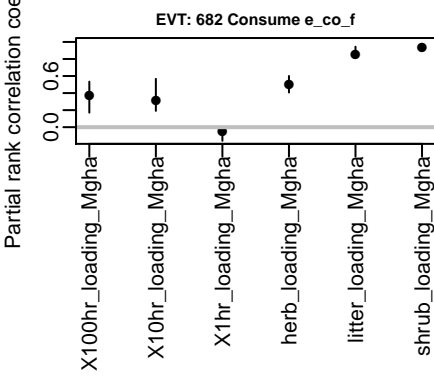 EVT: 682 Consume e_co_f
Partial rank correlation coe
0.6
0.0
X100hr_loading_Mgha
X10hr_loading_Mgha
X1hr_loading_Mgha
herb_loading_Mgha
litter_loading_Mgha
shrub_loading_Mgha